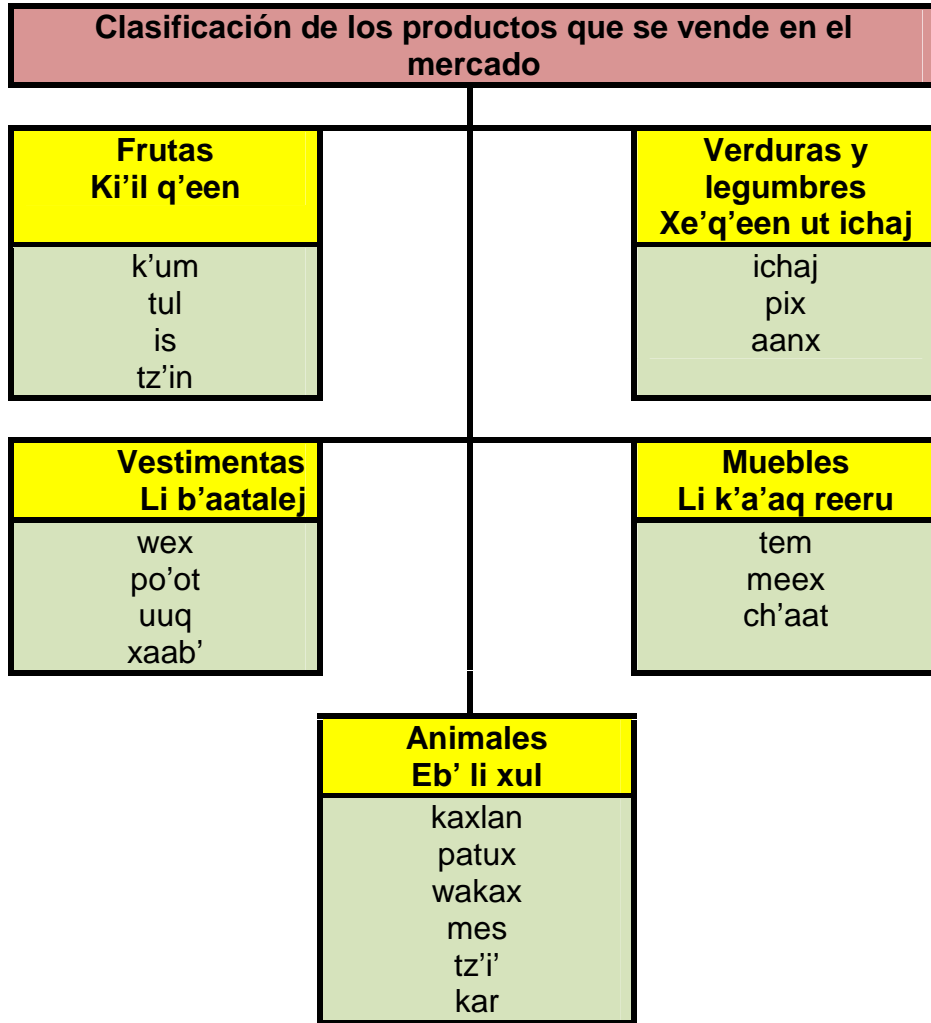 Clasificación de los productos que se vende en el
mercado
Frutas
Ki’il q’een
k’um
tul
is
tz’in
Verduras y
legumbres
Xe’q’een ut ichaj
ichaj
pix
aanx
Vestimentas
Li b’aatalej
wex
po’ot
uuq
xaab’
Muebles
Li k’a’aq reeru
tem
meex
ch’aat
Animales
Eb’ li xul
kaxlan
patux
wakax
mes
tz’i’
kar